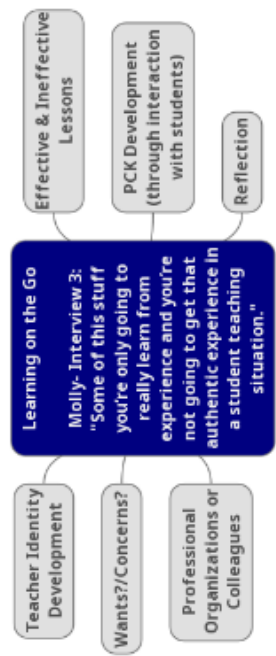 Teacher Identity
Development
Wants?/Concerns?
Professional
Organizations or
Colleagues
Learning on the Go
Molly- Interview 3:
"Some of this stuff
you're only going to
really learn from
experience and you're
not going to get that
authentic experience in
a student teaching
situation."
Effective & Ineffective
Lessons
PCK Development
(through interaction
with students)
Reflection